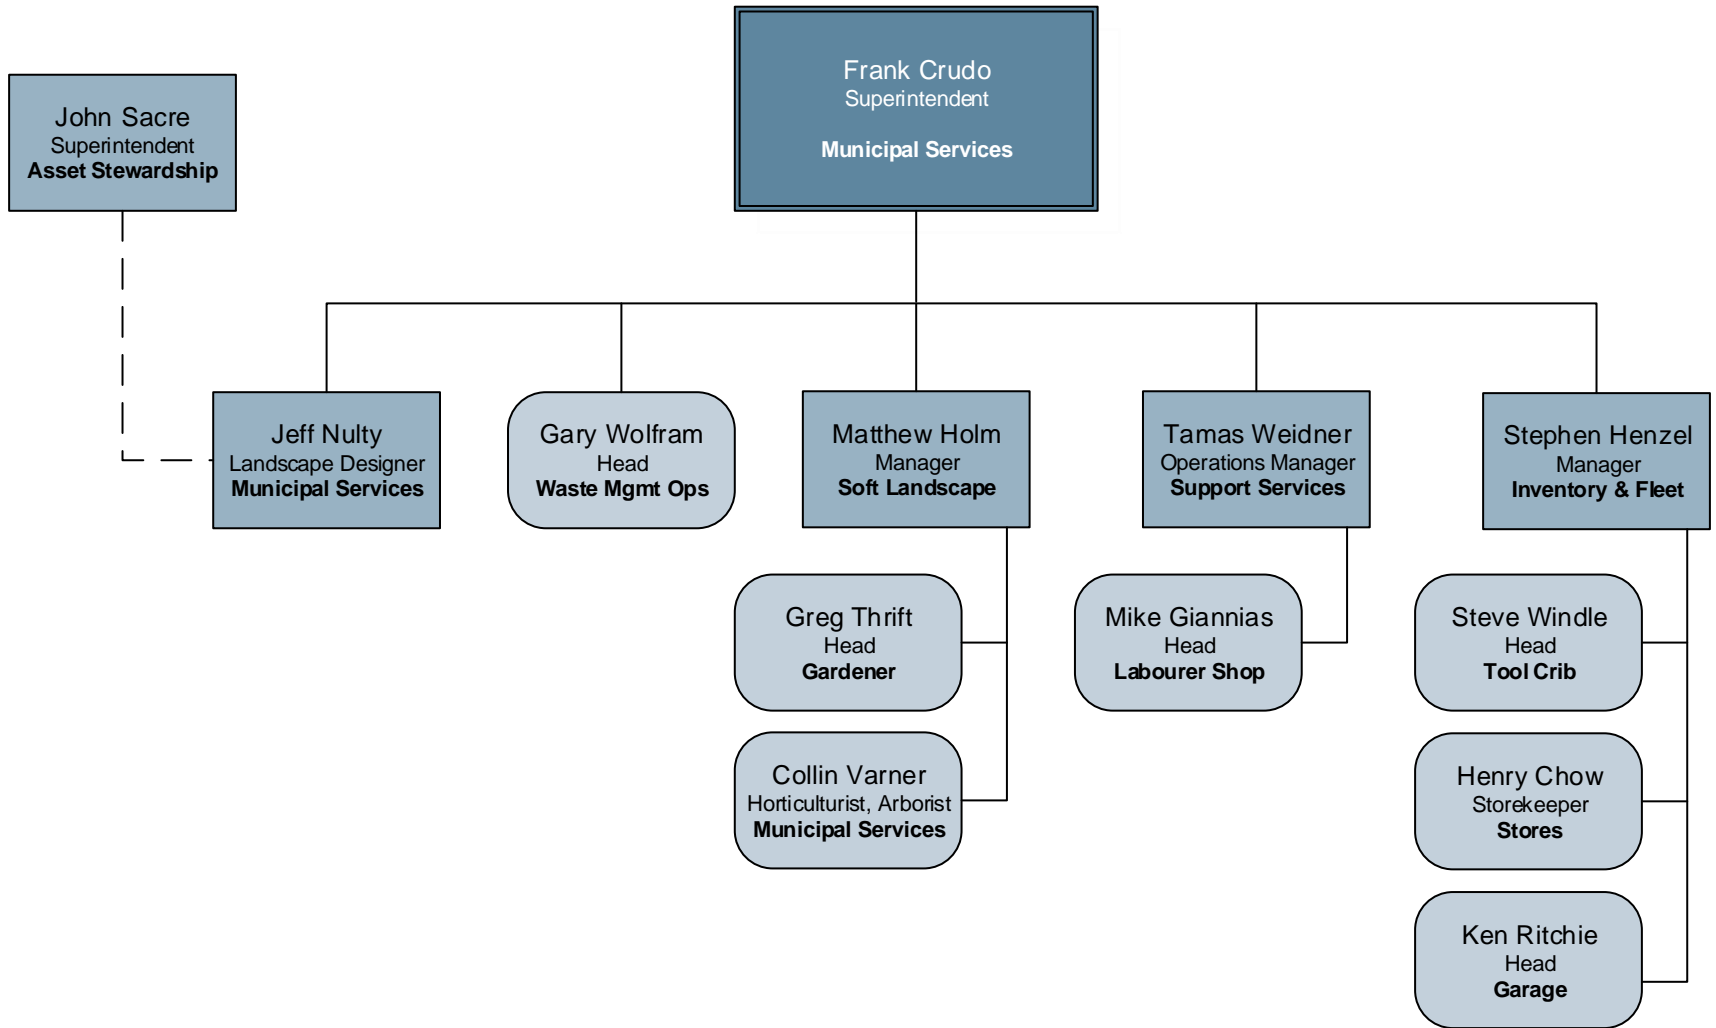 Frank Crudo
Superintendent
Municipal Services
John Sacre
Superintendent
Asset Stewardship
Jeff Nulty
Landscape Designer
Municipal Services
Gary Wolfram
Head
Waste Mgmt Ops
Matthew Holm
Manager
Soft Landscape
Tamas Weidner
Operations Manager
Support Services
Stephen Henzel
Manager
Inventory & Fleet
Greg Thrift
Head
Gardener
Mike Giannias
Head
Labourer Shop
Steve Windle
Head
Tool Crib
Collin Varner
Horticulturist, Arborist
Municipal Services
Henry Chow
Storekeeper
Stores
Ken Ritchie
Head
Garage